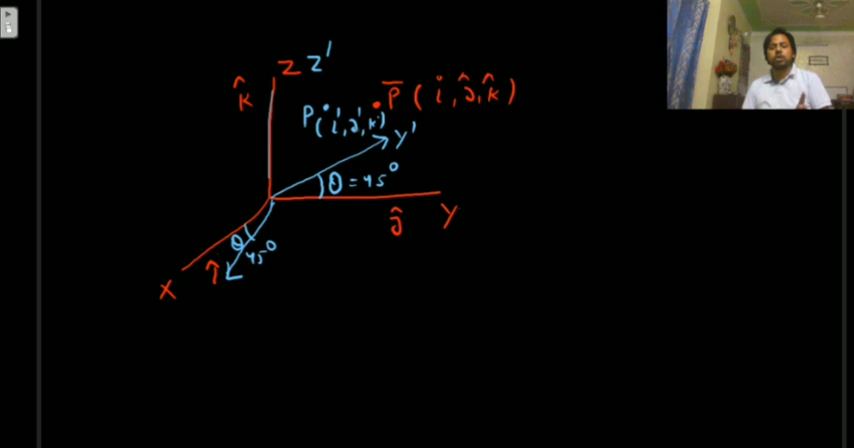 Z Z'
k̂
P̄ ( i , ĵ, k̂ )
P ( i', j', k' )
Y'
θ = 45°
ĵ
Y
θ
45°
î
X